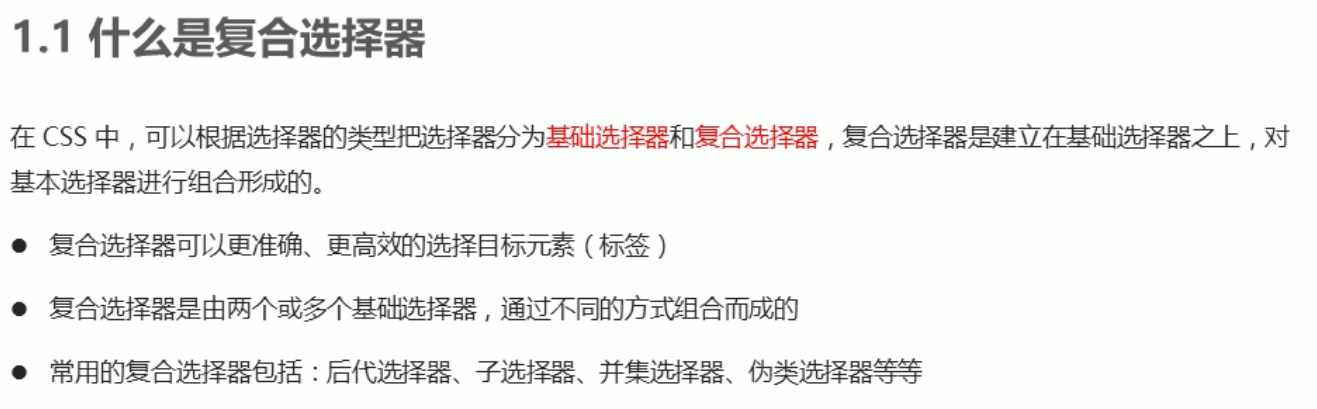 1.1 什么是复合选择器
在 CSS 中，可以根据选择器的类型把选择器分为基础选择器和复合选择器，复合选择器是建立在基础选择器之上，对
基本选择器进行组合形成的。
● 复合选择器可以更准确、更高效的选择目标元素（标签）
● 复合选择器是由两个或多个基础选择器，通过不同的方式组合而成的
● 常用的复合选择器包括：后代选择器、子选择器、并集选择器、伪类选择器等等